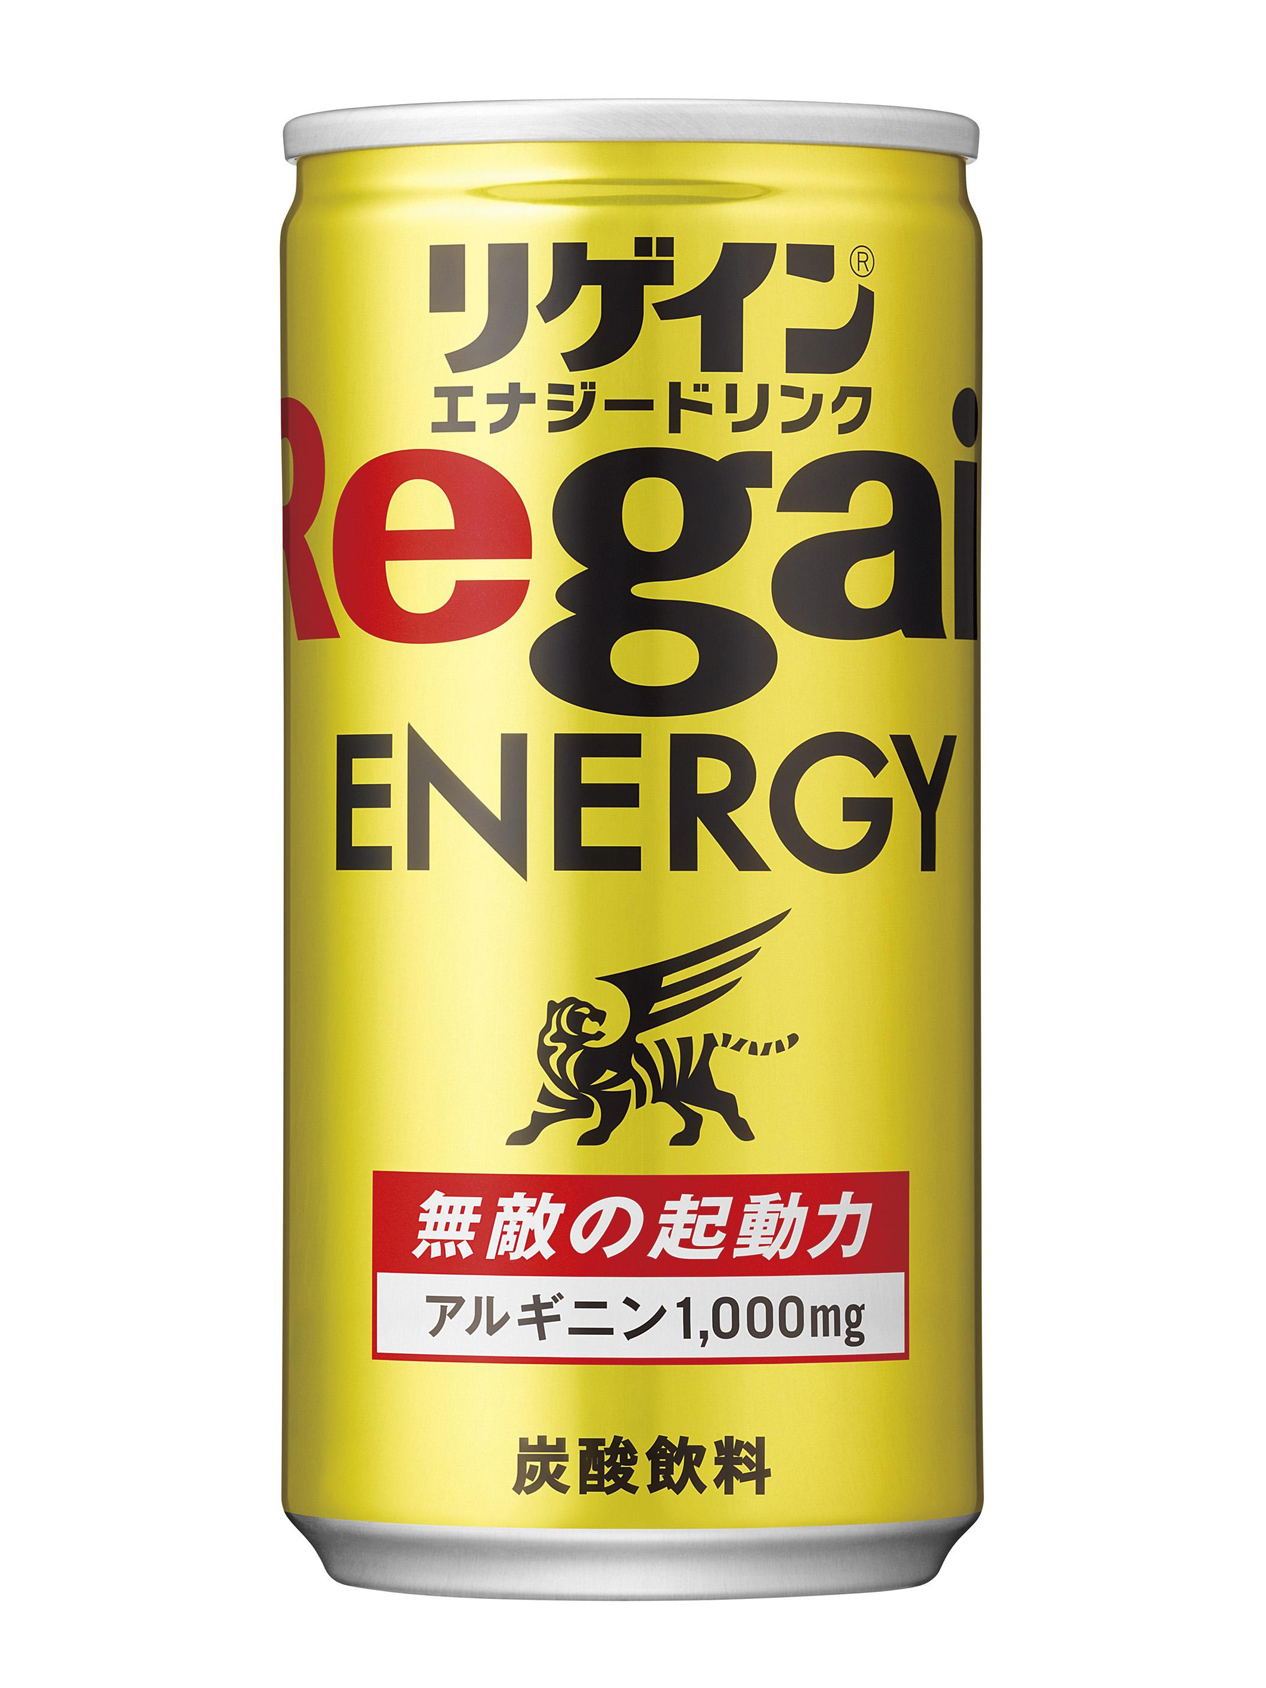 リゲイン®
エナジードリンク
Regai
ENERGY
無敵の起動力
アルギニン1,000mg
炭酸飲料